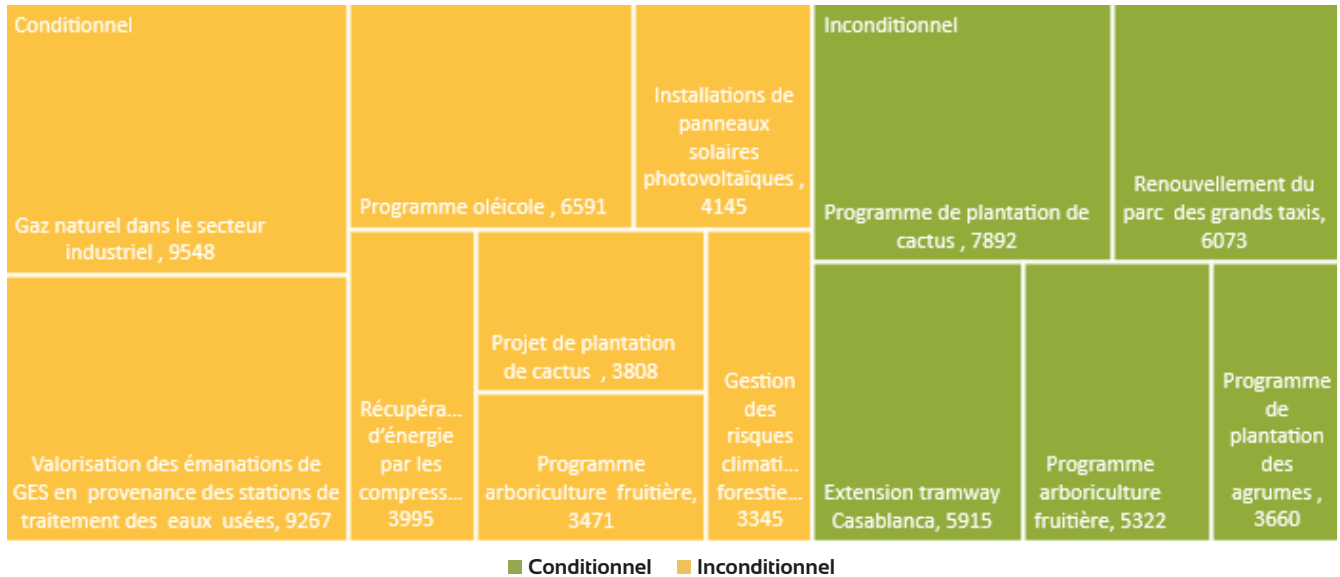 Conditionnel
Gaz naturel dans le secteur
industriel , 9548
Valorisation des émanations de
GES en provenance des stations de
traitement des eaux usées, 9267
Programme oléicole , 6591
Installations de
panneaux
solaires
photovoltaïques ,
4145
Récupéra...
d'énergie
par les
compress...
3995
Projet de plantation
de cactus , 3808
Programme
arboriculture fruitière,
3471
Gestion
des
risques
climati...
forestie...
3345
Inconditionnel
Programme de plantation de
cactus , 7892
Renouvellement du
parc des grands taxis,
6073
Extension tramway
Casablanca, 5915
Programme
arboriculture
fruitière, 5322
Programme
de
plantation
des
agrumes ,
3660
Conditionnel Inconditionnel